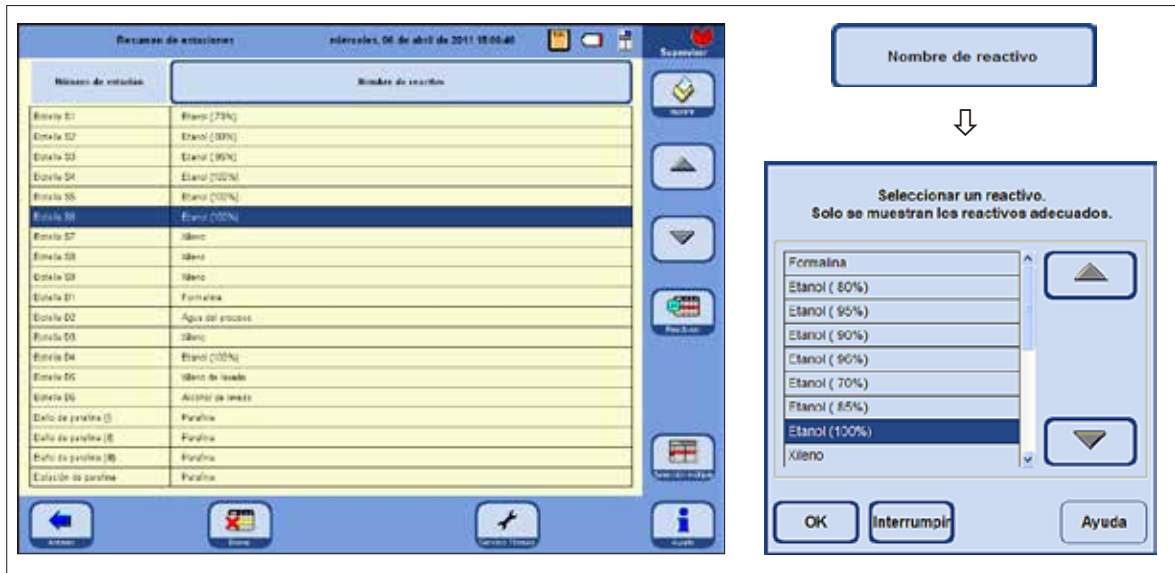 Resumen de estaciones miércoles, 06 de abril de 2011
Supervisor
Número de estación Nombre de reactivo
Botella S1 Etanol (70%)
Botella S2 Etanol (80%)
Botella S3
Botella S4 Etanol (100%)
Botella S5 Etanol (100%)
Botella S6 Etanol (100%)
Botella S7 Xileno
Botella S8 Xileno
Botella S9 Xileno
Botella D1 Formalina
Botella D2 Agua del proceso
Botella D3 Xileno
Botella D4 Etanol (100%)
Botella D5 Xileno de lavado
Botella D6 Alcohol de lavado
Baño de parafina (I) Parafina
Baño de parafina (II) Parafina
Baño de parafina (III) Parafina
Estación de parafina Parafina
Reactivos
Anterior
Borrar
Servicio Técnico
Ayuda
Nombre de reactivo
⇩
Seleccionar un reactivo.
Solo se muestran los reactivos adecuados.
Formalina
Etanol ( 80%)
Etanol ( 95%)
Etanol ( 90%)
Etanol ( 96%)
Etanol ( 70%)
Etanol ( 85%)
Etanol (100%)
Xileno
OK Interrumpir Ayuda